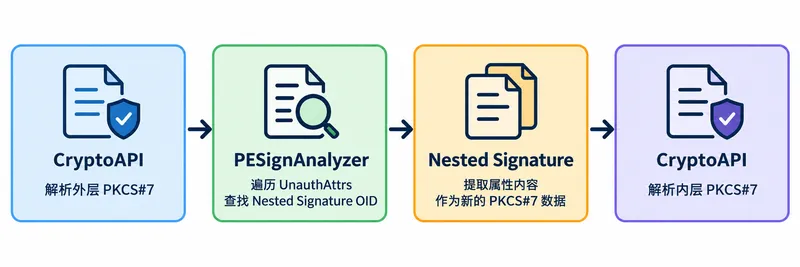 CryptoAPI
解析外层 PKCS#7
PESignAnalyzer
遍历 UnauthAttrs
查找 Nested Signature OID
Nested Signature
提取属性内容
作为新的 PKCS#7 数据
CryptoAPI
解析内层 PKCS#7